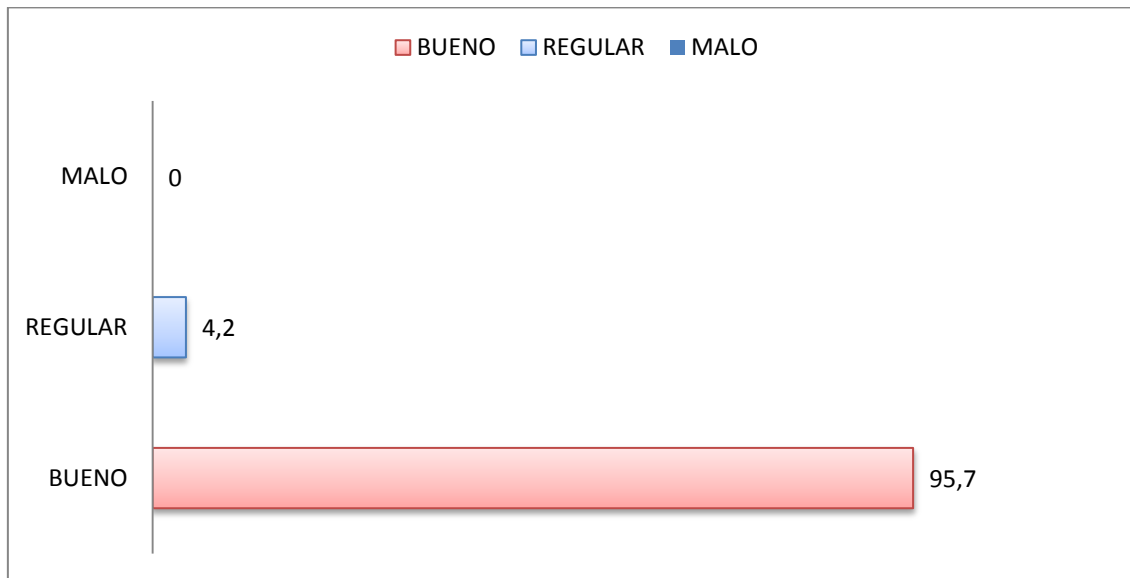 BUENO REGULAR MALO
MALO 0
REGULAR 4,2
BUENO 95,7